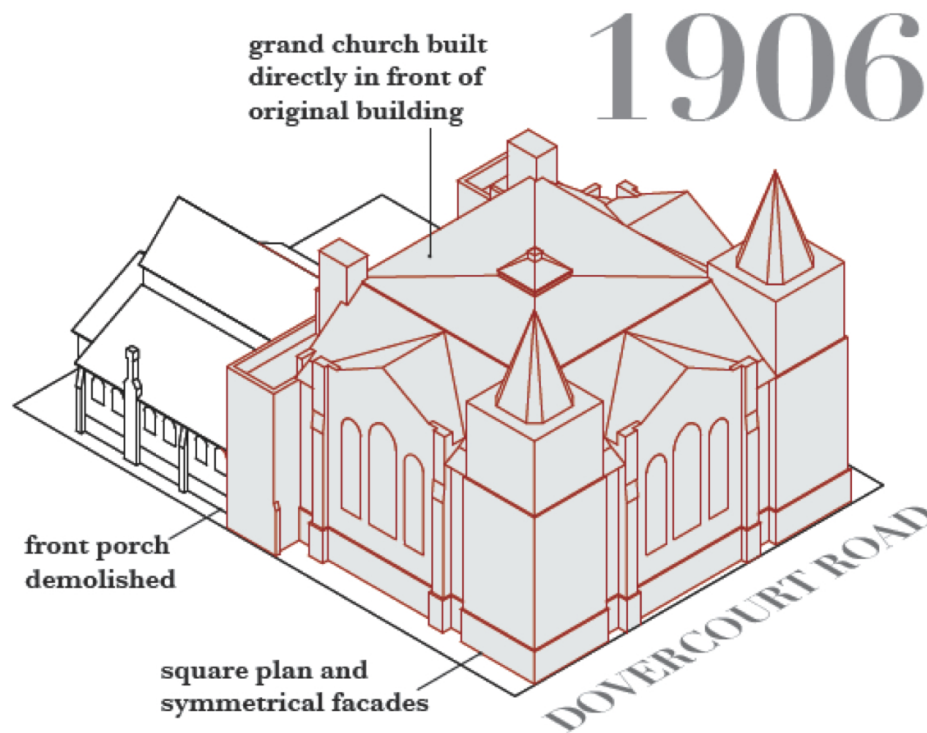 1906
grand church built
directly in front of
original building
front porch
demolished
square plan and
symmetrical facades
DOVERCOURT ROAD